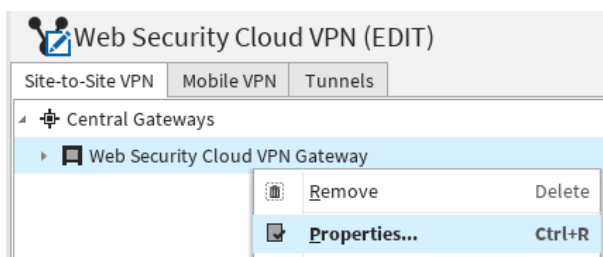 Web Security Cloud VPN (EDIT)
Site-to-Site VPN Mobile VPN Tunnels
Central Gateways
Web Security Cloud VPN Gateway
Remove Delete
Properties... Ctrl+R